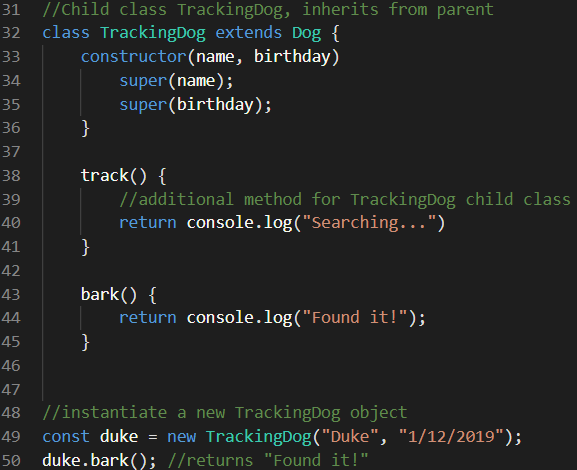 31 //Child class TrackingDog, inherits from parent
32 class TrackingDog extends Dog {
33     constructor(name, birthday)
34         super(name);
35         super(birthday);
36     }
37
38     track() {
39         //additional method for TrackingDog child class
40         return console.log("Searching...")
41     }
42
43     bark() {
44         return console.log("Found it!");
45     }
46
47
48 //instantiate a new TrackingDog object
49 const duke = new TrackingDog("Duke", "1/12/2019");
50 duke.bark(); //returns "Found it!"